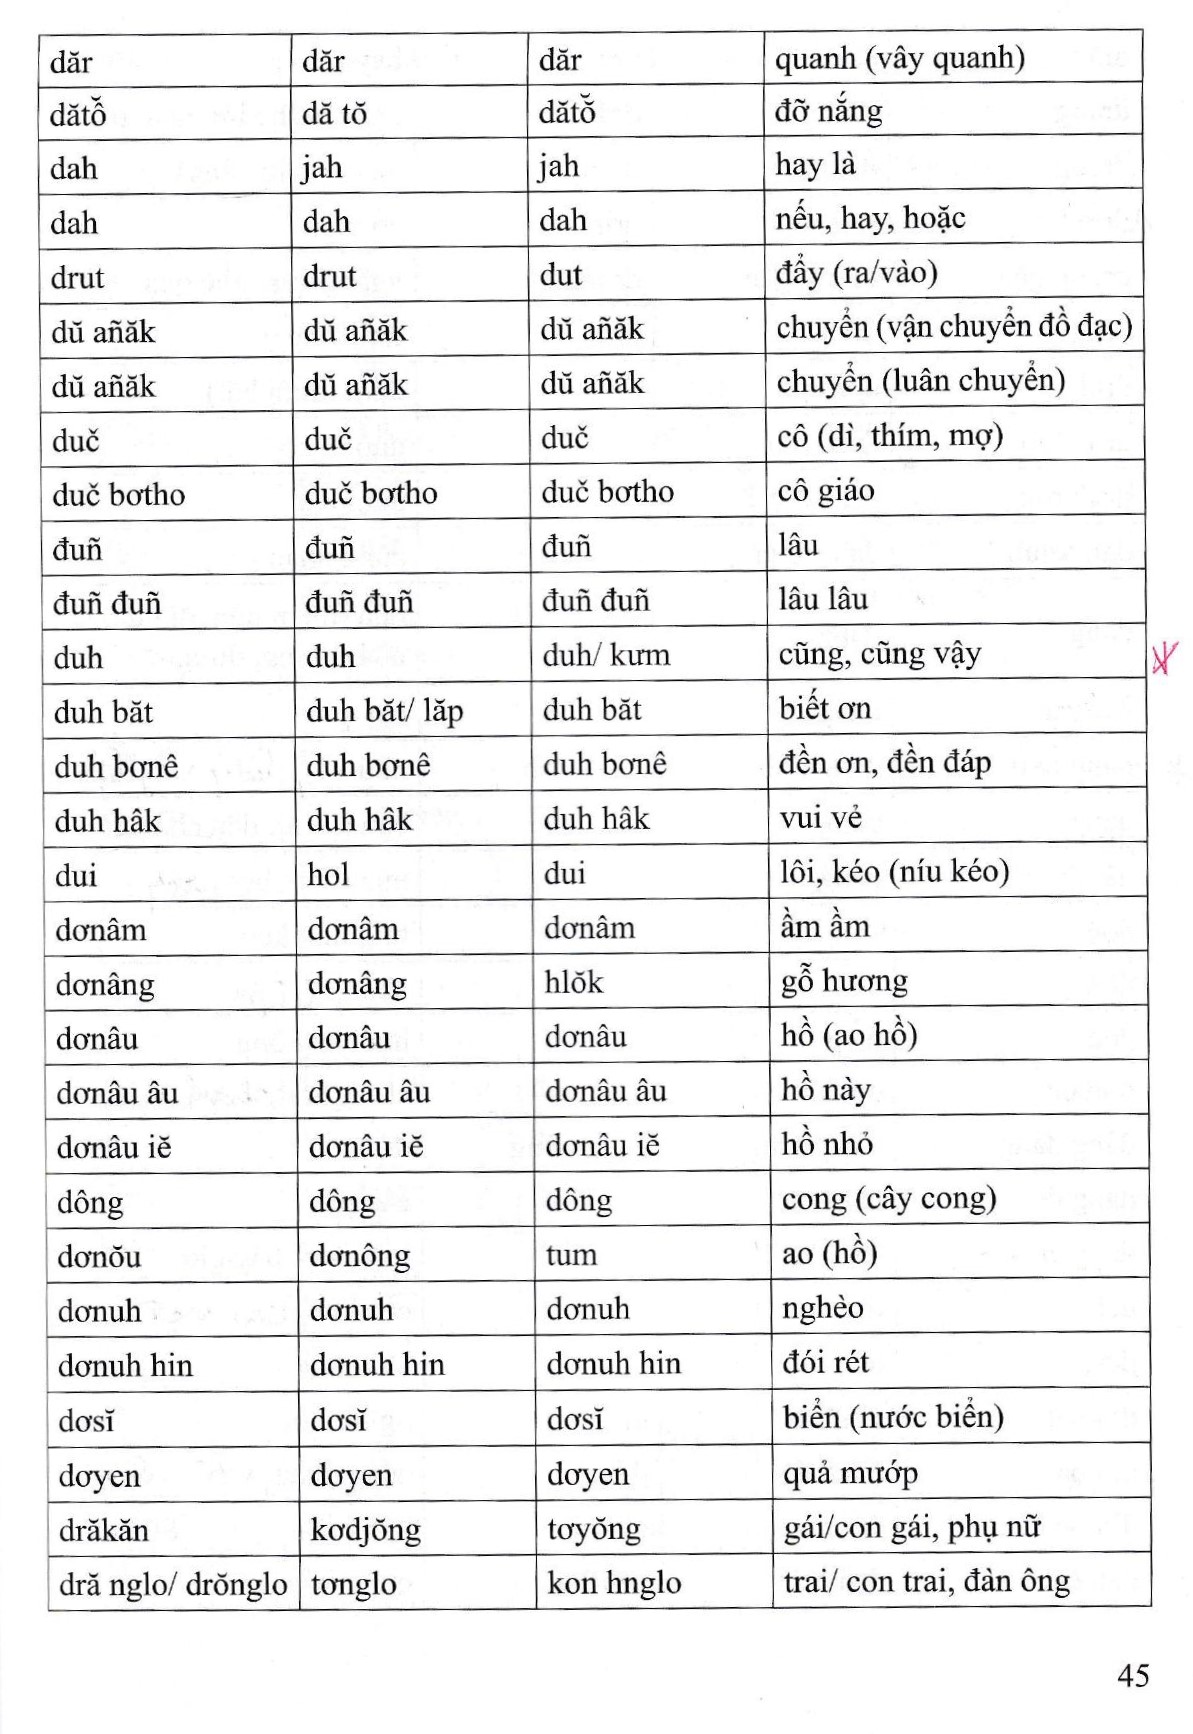 dăr dăr dăr quanh (vây quanh)
dătô̆ dă tŏ dătŏ̆ đỡ nắng
dah jah jah hay là
dah dah dah nếu, hay, hoặc
drut drut dut đẩy (ra/vào)
dŭ añăk dŭ añăk dŭ añăk chuyển (vận chuyển đồ đạc)
dŭ añăk dŭ añăk dŭ añăk chuyển (luân chuyển)
duč duč duč cô (dì, thím, mợ)
duč bơtho duč bơtho duč bơtho cô giáo
đuñ đuñ đuñ lâu
đuñ đuñ đuñ đuñ đuñ đuñ lâu lâu
duh duh duh/ kưm cũng, cũng vậy
duh băt duh băt/ lăp duh băt biết ơn
duh bơnê duh bơnê duh bơnê đền ơn, đền đáp
duh hâk duh hâk duh hâk vui vẻ
dui hol dui lôi, kéo (níu kéo)
dơnâm dơnâm dơnâm ầm ầm
dơnâng dơnâng hlŏk gỗ hương
dơnâu dơnâu dơnâu hồ (ao hồ)
dơnâu âu dơnâu âu dơnâu âu hồ này
dơnâu iĕ dơnâu iĕ dơnâu iĕ hồ nhỏ
dông dông dông cong (cây cong)
dơnŏu dơnông tum ao (hồ)
dơnuh dơnuh dơnuh nghèo
dơnuh hin dơnuh hin dơnuh hin đói rét
dơsĭ dơsĭ dơsĭ biển (nước biển)
dơyen dơyen dơyen quả mướp
drăkăn kơdjŏng tơyŏng gái/con gái, phụ nữ
dră nglo/ drŏnglo tơnglo kon hnglo trai/ con trai, đàn ông
45